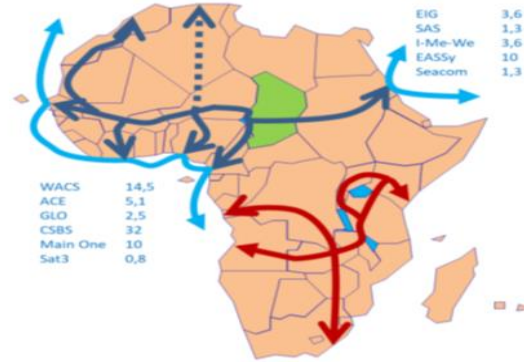 EIG 3,6
SAS 1,3
I-Me-We 3,6
EASSy 10
Seacom 1,3
WACS 14,5
ACE 5,1
GLO 2,5
CSBS 32
Main One 10
Sat3 0,8